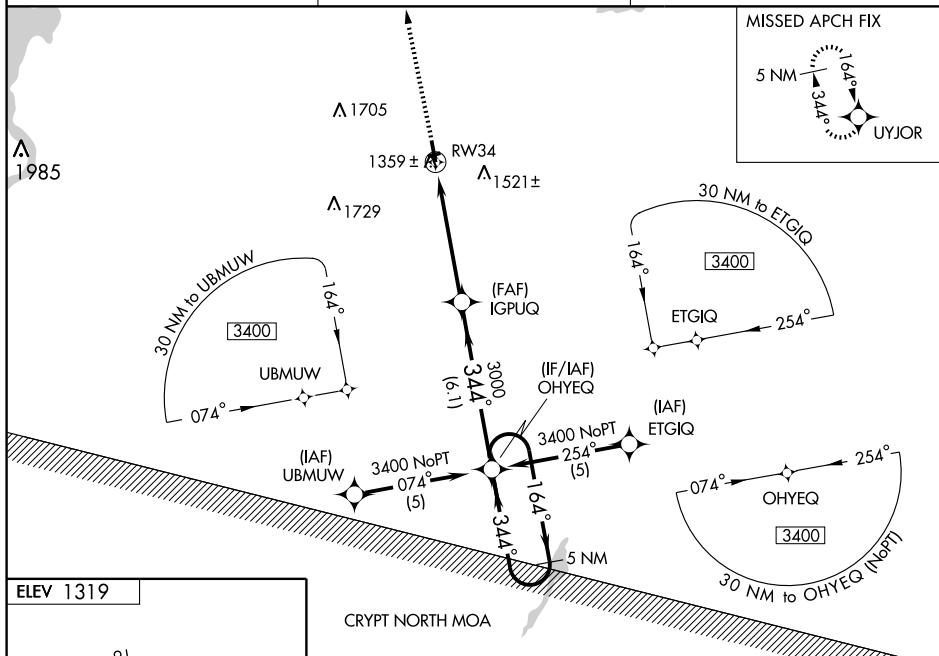 MISSED APCH FIX
5 NM
164°
344°
UYJOR
1705
1985
1359 ±
RW34
1521±
1729
30 NM to UBMUW
3400
164°
UBMUW
074°
30 NM to ETGIQ
3400
164°
ETGIQ
254°
(FAF)
IGPUQ
3000
344°
(6.1)
(IF/IAF)
OHYEQ
(IAF)
ETGIQ
3400 NoPT
254°
(5)
(IAF)
UBMUW
3400 NoPT
074°
(5)
344°
164°
5 NM
074°
254°
OHYEQ
3400
30 NM to OHYEQ (NoPT)
ELEV 1319
CRYPT NORTH MOA